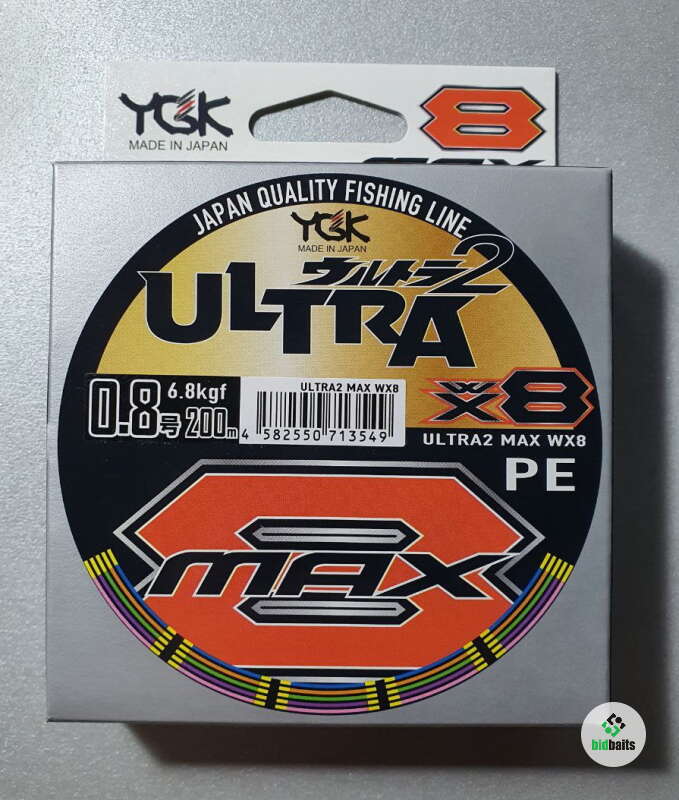 YGK
MADE IN JAPAN
8
MAX
JAPAN QUALITY FISHING LINE
YGK
MADE IN JAPAN
ウルトラ2
ULTRA
0.8号 6.8kgf 200m
ULTRA2 MAX WX8
4 582550 713549
WX8
ULTRA2 MAX WX8
PE
MAX
bidbaits